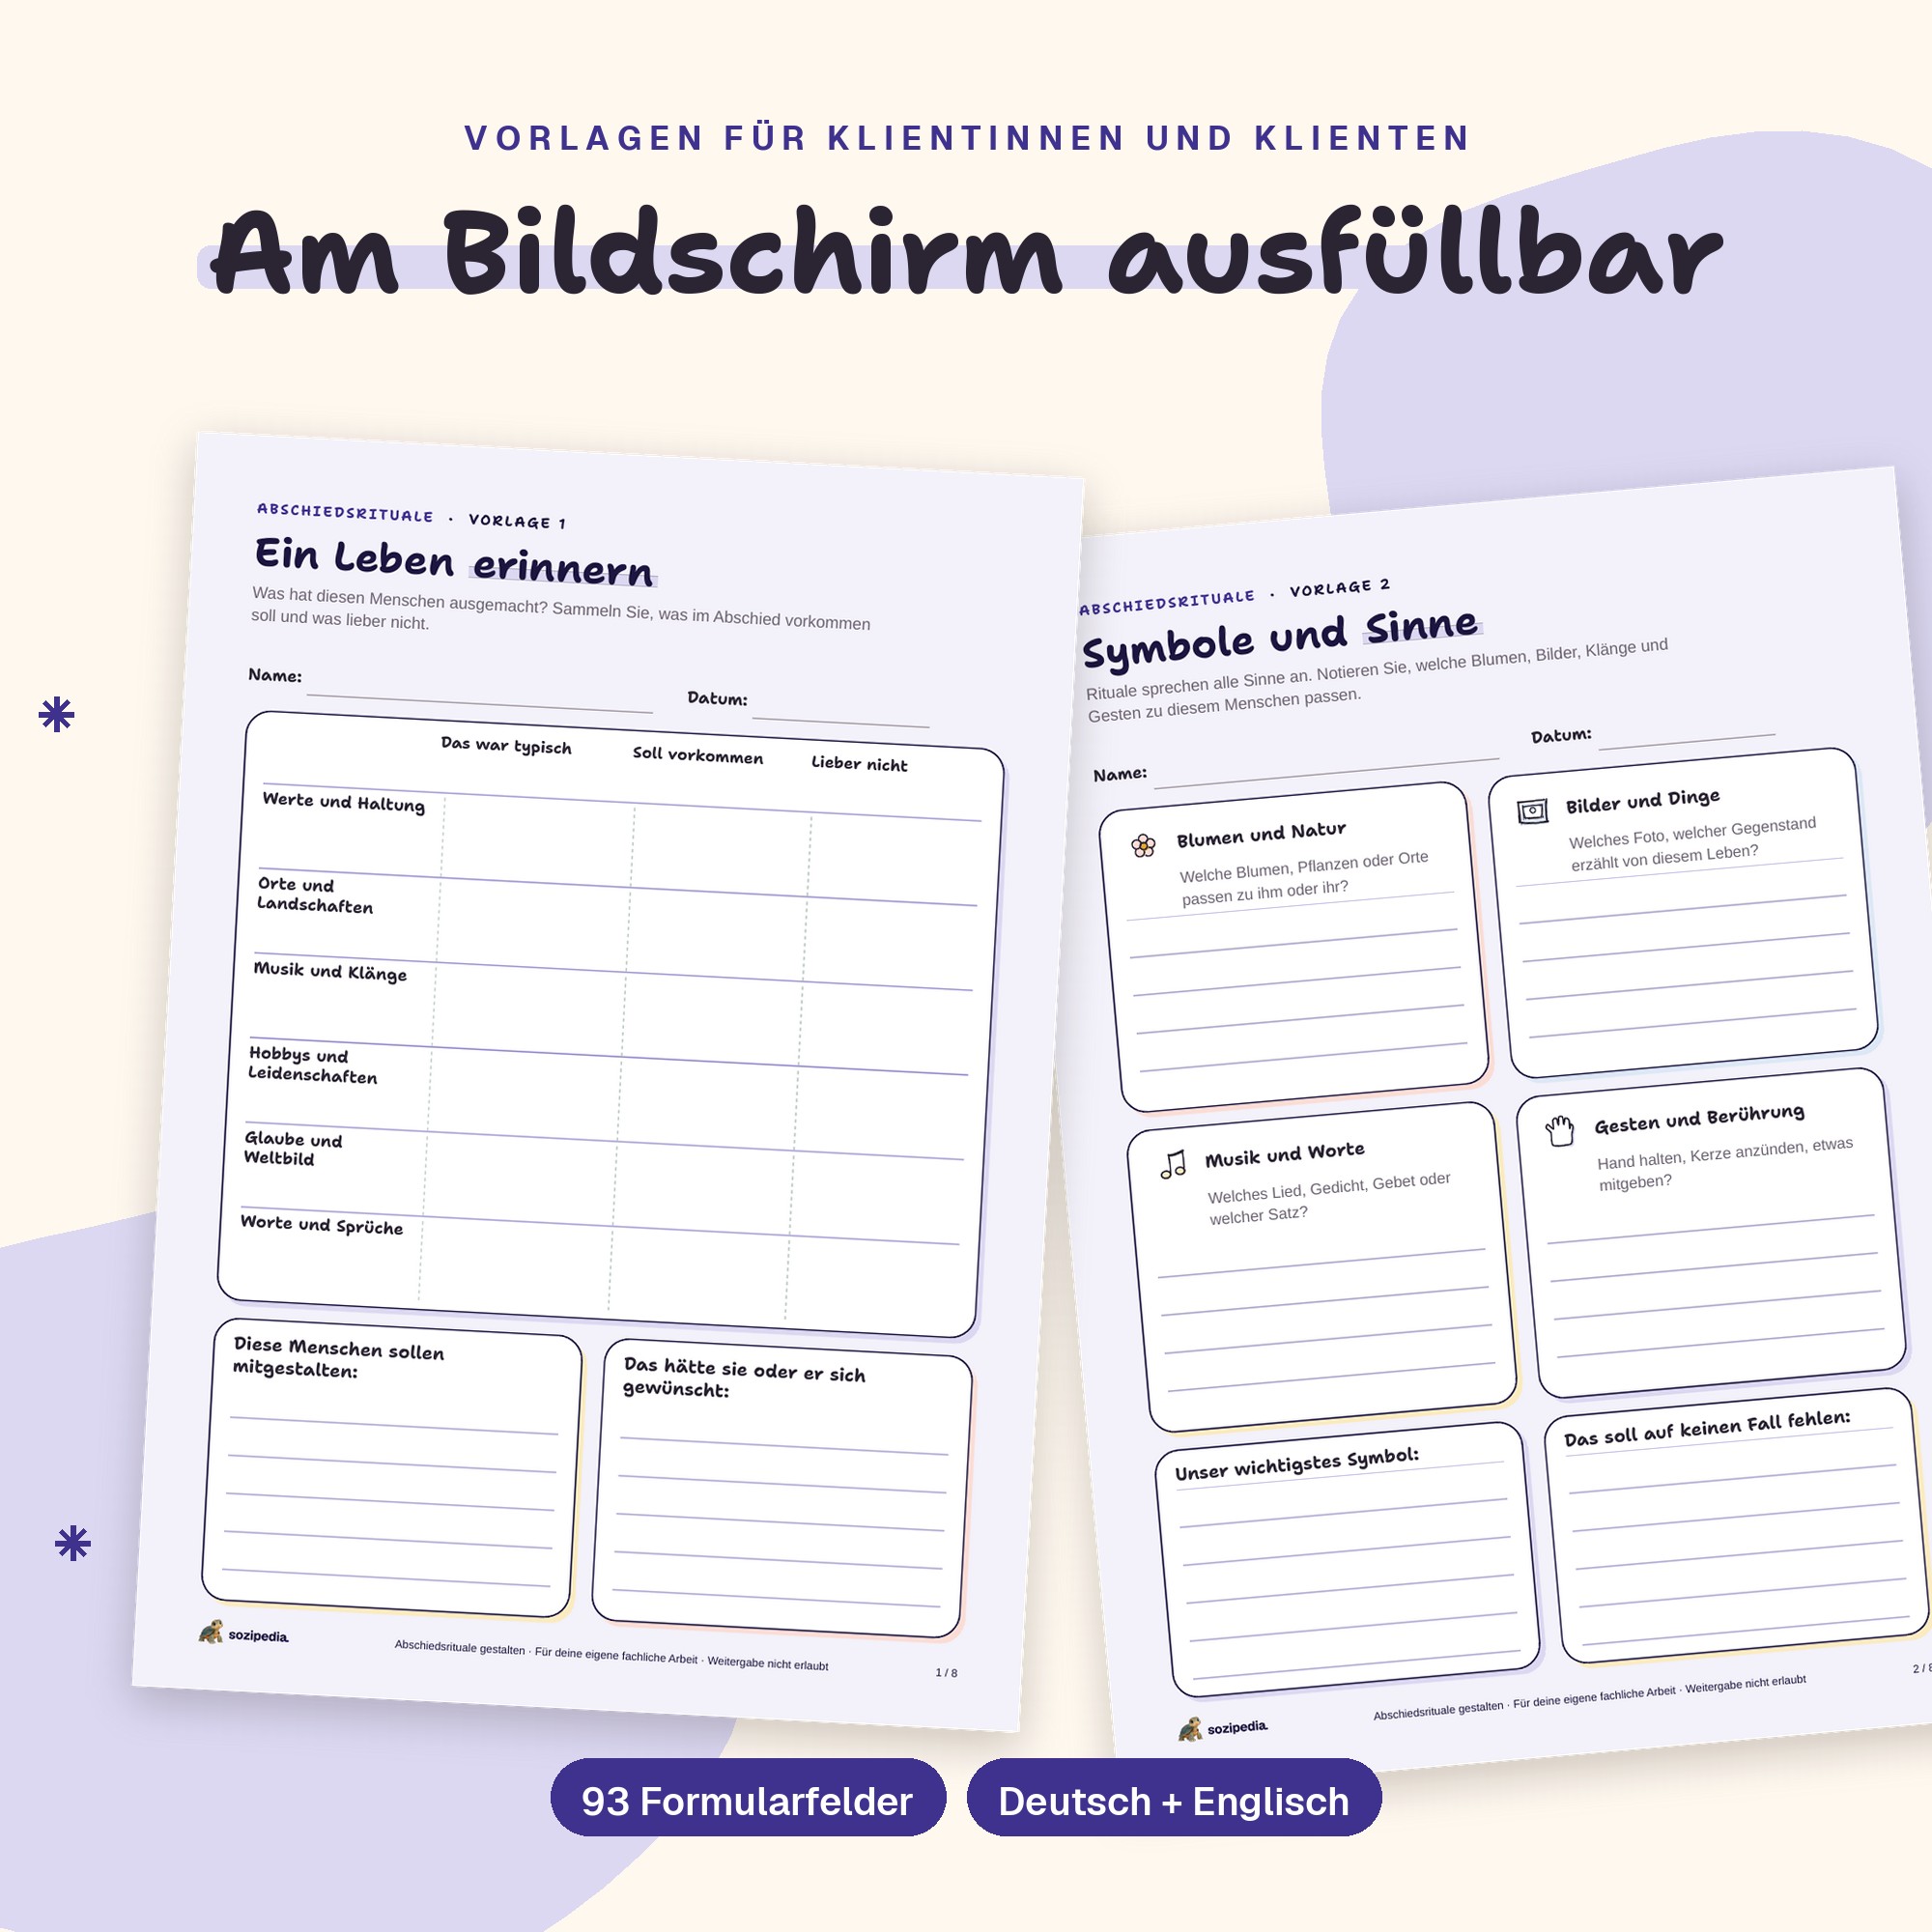 VORLAGEN FÜR KLIENTINNEN UND KLIENTEN
Am Bildschirm ausfüllbar
ABSCHIEDSRITUALE · VORLAGE 1
Ein Leben erinnern
Was hat diesen Menschen ausgemacht? Sammeln Sie, was im Abschied vorkommen
soll und was lieber nicht.
Name:
Datum:
Das war typisch
Soll vorkommen
Lieber nicht
Werte und Haltung
Orte und
Landschaften
Musik und Klänge
Hobbys und
Leidenschaften
Glaube und
Weltbild
Worte und Sprüche
Diese Menschen sollen
mitgestalten:
Das hätte sie oder er sich
gewünscht:
sozipedia.
Abschiedsrituale gestalten · Für deine eigene fachliche Arbeit · Weitergabe nicht erlaubt
1 / 8
ABSCHIEDSRITUALE · VORLAGE 2
Symbole und Sinne
Rituale sprechen alle Sinne an. Notieren Sie, welche Blumen, Bilder, Klänge und
Gesten zu diesem Menschen passen.
Name:
Datum:
Blumen und Natur
Welche Blumen, Pflanzen oder Orte
passen zu ihm oder ihr?
Bilder und Dinge
Welches Foto, welcher Gegenstand
erzählt von diesem Leben?
Musik und Worte
Welches Lied, Gedicht, Gebet oder
welcher Satz?
Gesten und Berührung
Hand halten, Kerze anzünden, etwas
mitgeben?
Unser wichtigstes Symbol:
Das soll auf keinen Fall fehlen:
sozipedia.
Abschiedsrituale gestalten · Für deine eigene fachliche Arbeit · Weitergabe nicht erlaubt
2 / 8
93 Formularfelder
Deutsch + Englisch